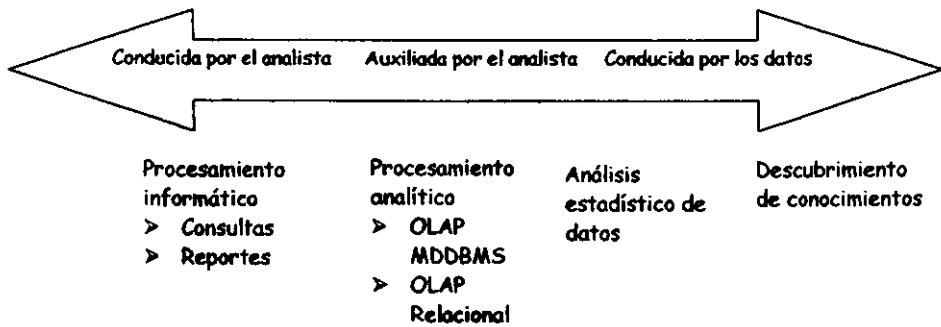 Conducida por el analista Auxiliada por el analista Conducida por los datos
Procesamiento
informático
➢ Consultas
➢ Reportes
Procesamiento
analítico
➢ OLAP
MDDBMS
➢ OLAP
Relacional
Análisis
estadístico de
datos
Descubrimiento
de conocimientos